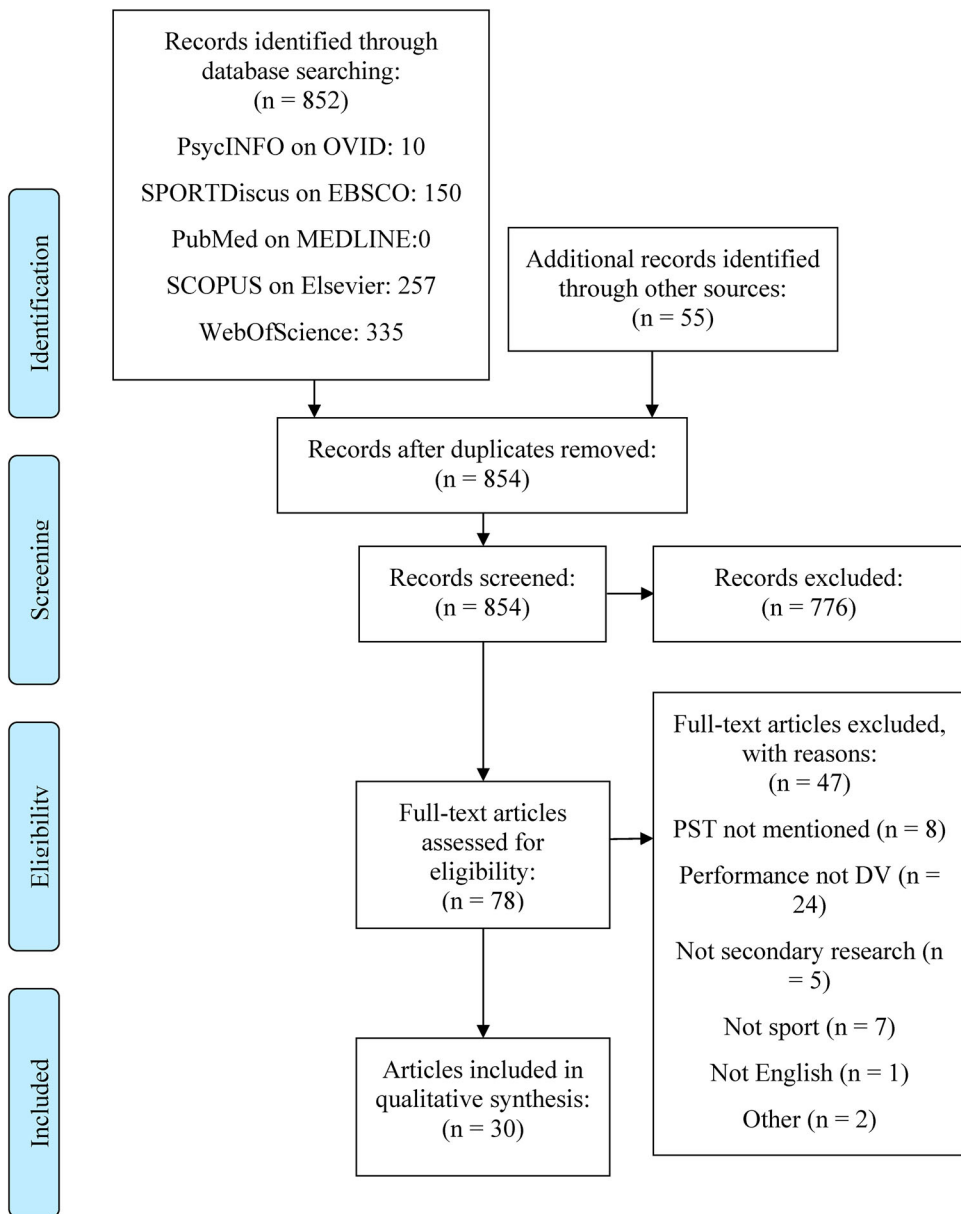 Records identified through
database searching:
(n = 852)
PsycINFO on OVID: 10
SPORTDiscus on EBSCO: 150
PubMed on MEDLINE:0
SCOPUS on Elsevier: 257
WebOfScience: 335
Additional records identified
through other sources:
(n = 55)
Identification
Records after duplicates removed:
(n = 854)
Screening
Records screened:
(n = 854)
Records excluded:
(n = 776)
Eligibility
Full-text articles
assessed for
eligibility:
(n = 78)
Full-text articles excluded,
with reasons:
(n = 47)
PST not mentioned (n = 8)
Performance not DV (n =
24)
Not secondary research (n
= 5)
Not sport (n = 7)
Not English (n = 1)
Other (n = 2)
Included
Articles included in
qualitative synthesis:
(n = 30)